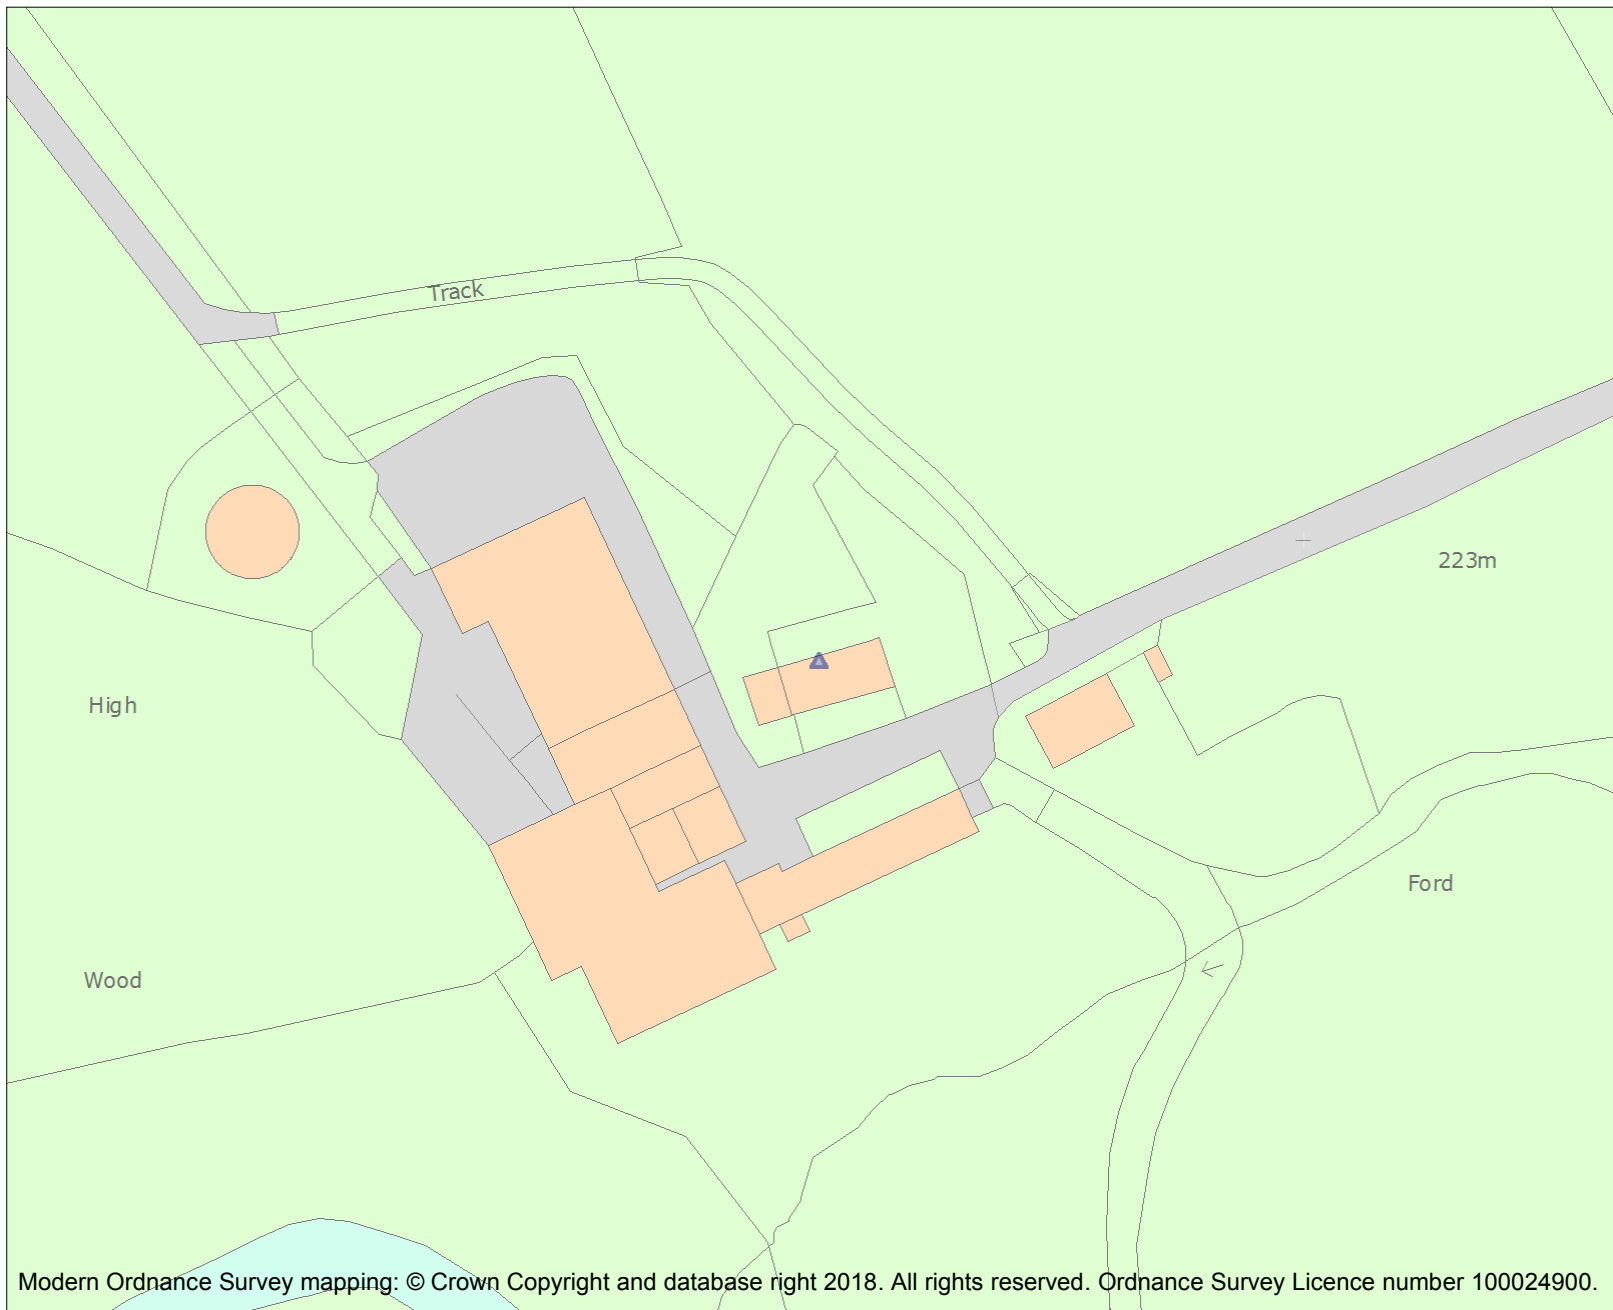 Track
223m
High
Ford
Wood
Modern Ordnance Survey mapping: © Crown Copyright and database right 2018. All rights reserved. Ordnance Survey Licence number 100024900.